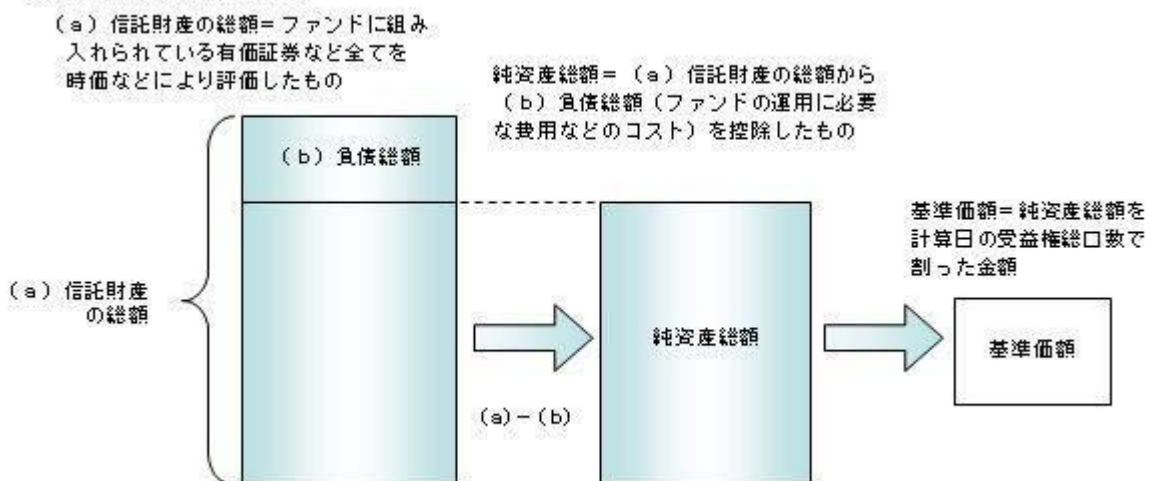 (a)信託財産の総額=ファンドに組み
入れられている有価証券など全てを
時価などにより評価したもの
純資産総額=(a)信託財産の総額から
(b)負債総額(ファンドの運用に必要
な費用などのコスト)を控除したもの
(b)負債総額
基準価額=純資産総額を
計算日の受益権総口数で
割った金額
(a)信託財産
の総額
純資産総額
基準価額
(a)-(b)